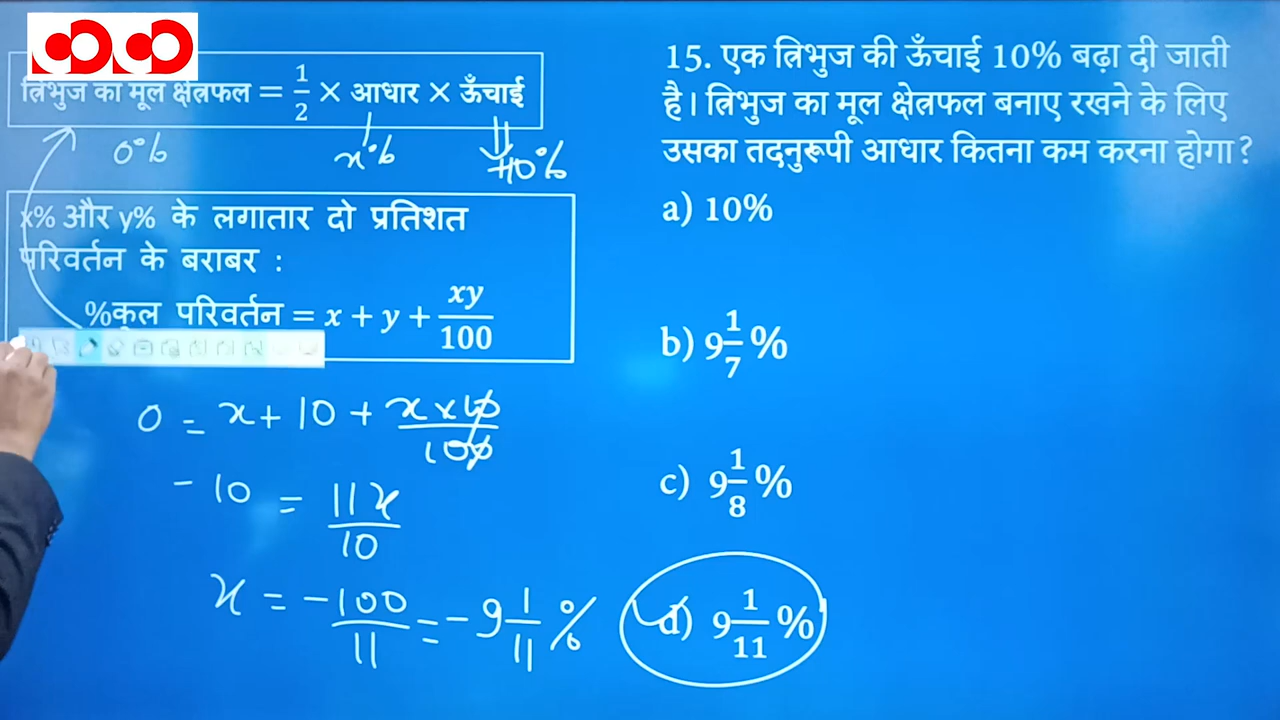 त्रिभुज का मूल क्षेत्रफल = 1/2 × आधार × ऊँचाई
0% x% +10%
x% और y% के लगातार दो प्रतिशत
परिवर्तन के बराबर :
%कुल परिवर्तन = x + y + xy/100
0 = x + 10 + x×10/100
-10 = 11x/10
x = -100/11 = -9 1/11 %
15. एक त्रिभुज की ऊँचाई 10% बढ़ा दी जाती
है। त्रिभुज का मूल क्षेत्रफल बनाए रखने के लिए
उसका तदनुरूपी आधार कितना कम करना होगा?
a) 10%
b) 9 1/7 %
c) 9 1/8 %
d) 9 1/11 %